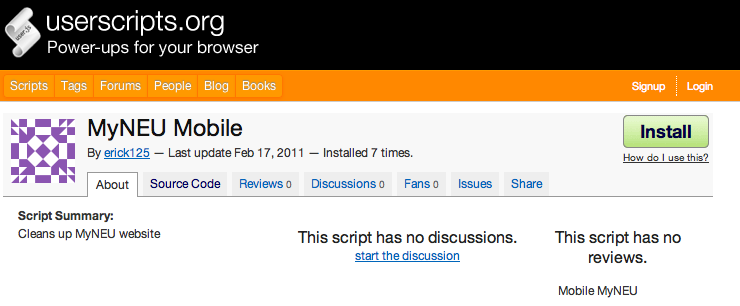 userscripts.org
Power-ups for your browser
Scripts Tags Forums People Blog Books Signup Login
MyNEU Mobile
Install
By erick125 — Last update Feb 17, 2011 — Installed 7 times.
How do I use this?
About Source Code Reviews 0 Discussions 0 Fans 0 Issues Share
Script Summary:
Cleans up MyNEU website
This script has no discussions.
start the discussion
This script has no
reviews.
Mobile MyNEU